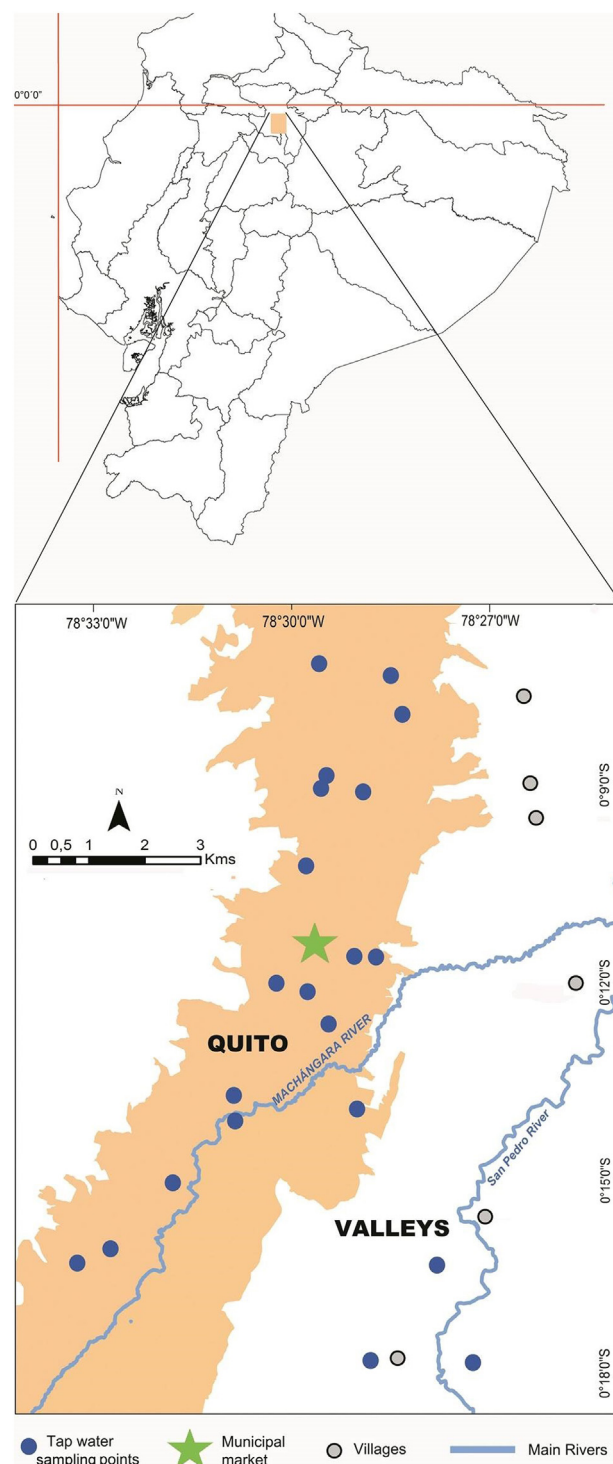 0°0'0"
78°33'0"W
78°30'0"W
78°27'0"W
0°9'0"S
N
0 0,5 1 2 3
Kms
0°12'0"S
QUITO
MACHÁNGARA RIVER
San Pedro River
0°15'0"S
VALLEYS
0°18'0"S
Tap water
sampling points
Municipal
market
Villages
Main Rivers